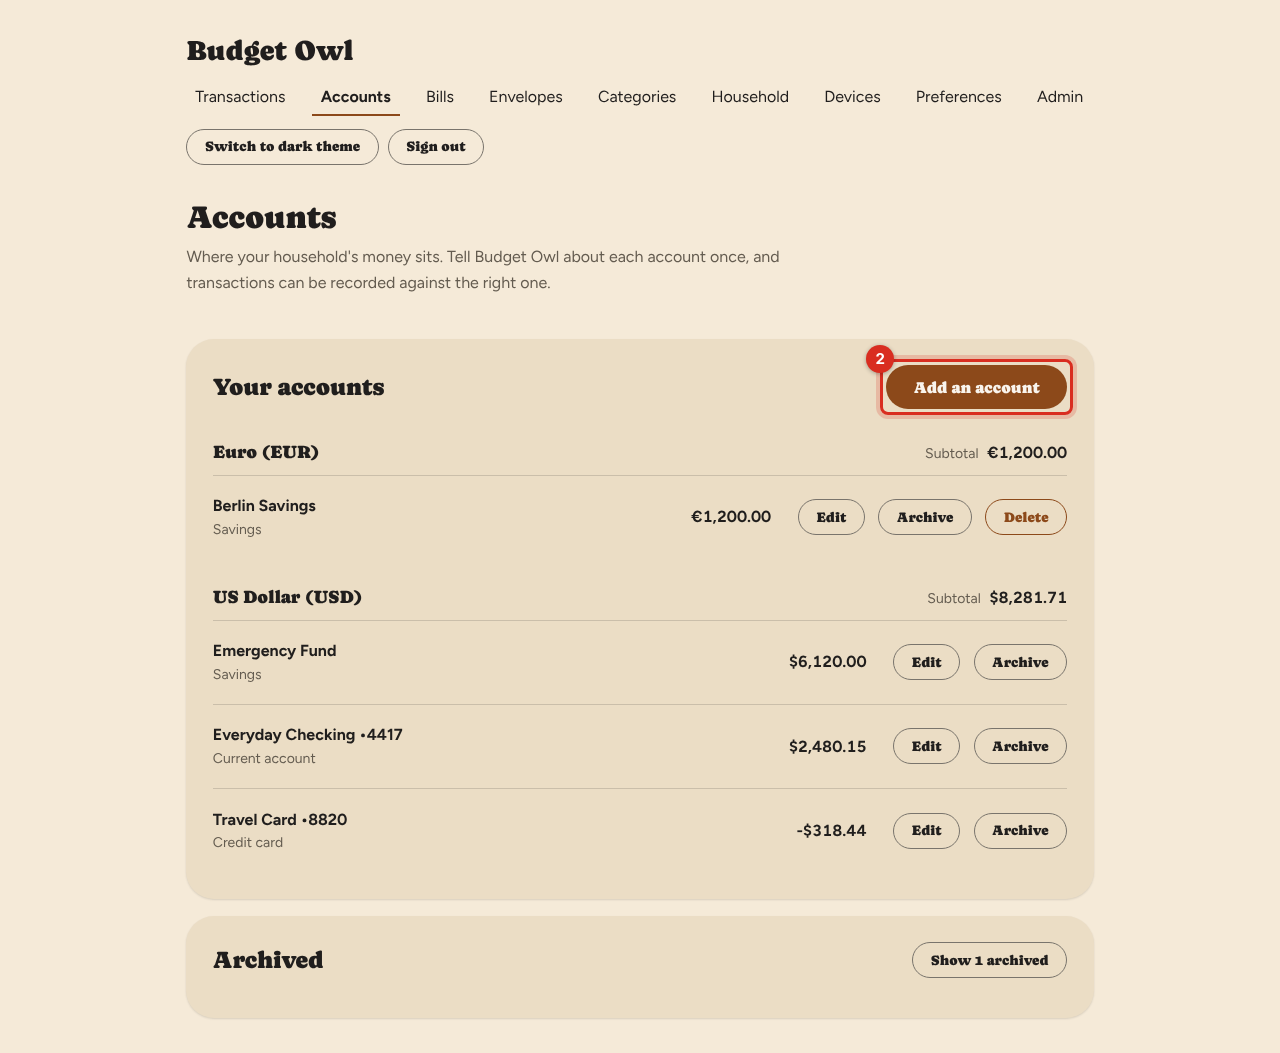 Budget Owl
Transactions Accounts Bills Envelopes Categories Household Devices Preferences Admin
Switch to dark theme Sign out
Accounts
Where your household's money sits. Tell Budget Owl about each account once, and
transactions can be recorded against the right one.
2
Your accounts Add an account
Euro (EUR) Subtotal €1,200.00
Berlin Savings
Savings
€1,200.00 Edit Archive Delete
US Dollar (USD) Subtotal $8,281.71
Emergency Fund
Savings
$6,120.00 Edit Archive
Everyday Checking •4417
Current account
$2,480.15 Edit Archive
Travel Card •8820
Credit card
-$318.44 Edit Archive
Archived Show 1 archived